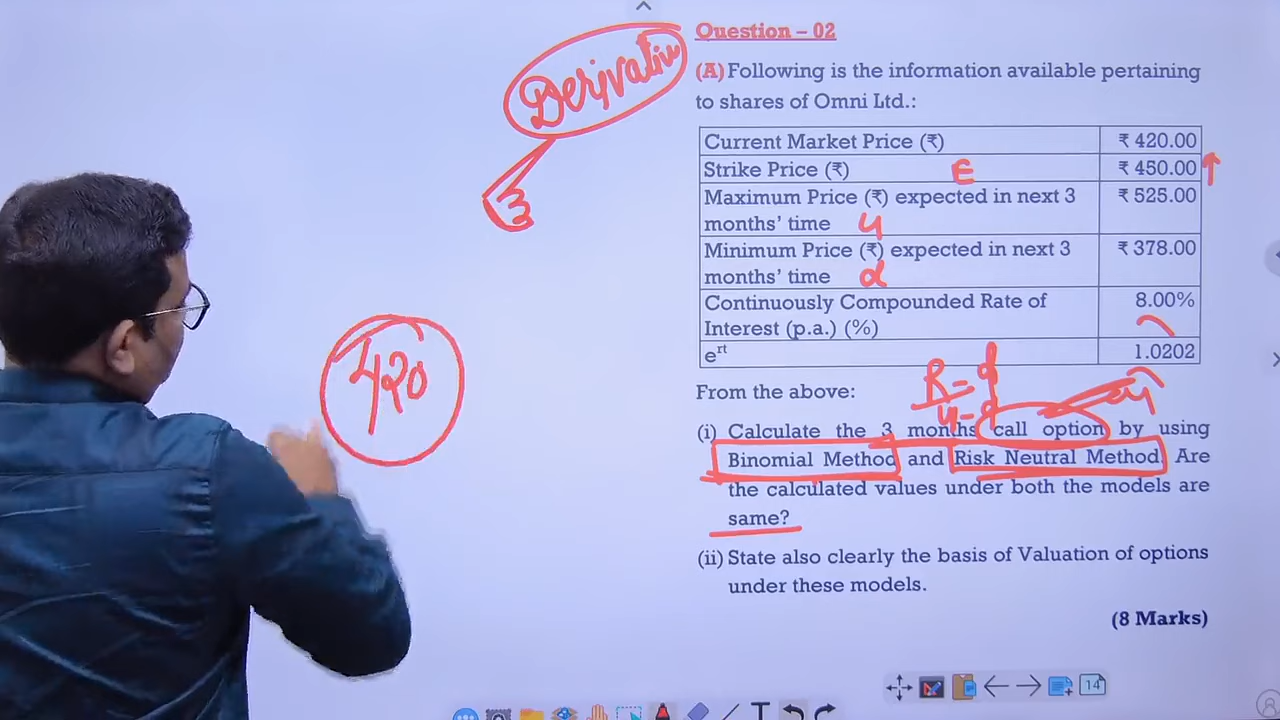 Derivativ
Question – 02
(A) Following is the information available pertaining
to shares of Omni Ltd.:
Current Market Price (₹) ₹ 420.00
Strike Price (₹) E ₹ 450.00 ↑
Maximum Price (₹) expected in next 3 ₹ 525.00
months' time u
Minimum Price (₹) expected in next 3 ₹ 378.00
months' time d
Continuously Compounded Rate of 8.00%
Interest (p.a.) (%)
e^rt 1.0202
420
R - d
u - d
From the above:
(i) Calculate the 3 months call option by using
Binomial Method and Risk Neutral Method. Are
the calculated values under both the models are
same?
(ii) State also clearly the basis of Valuation of options
under these models.
(8 Marks)
14
T